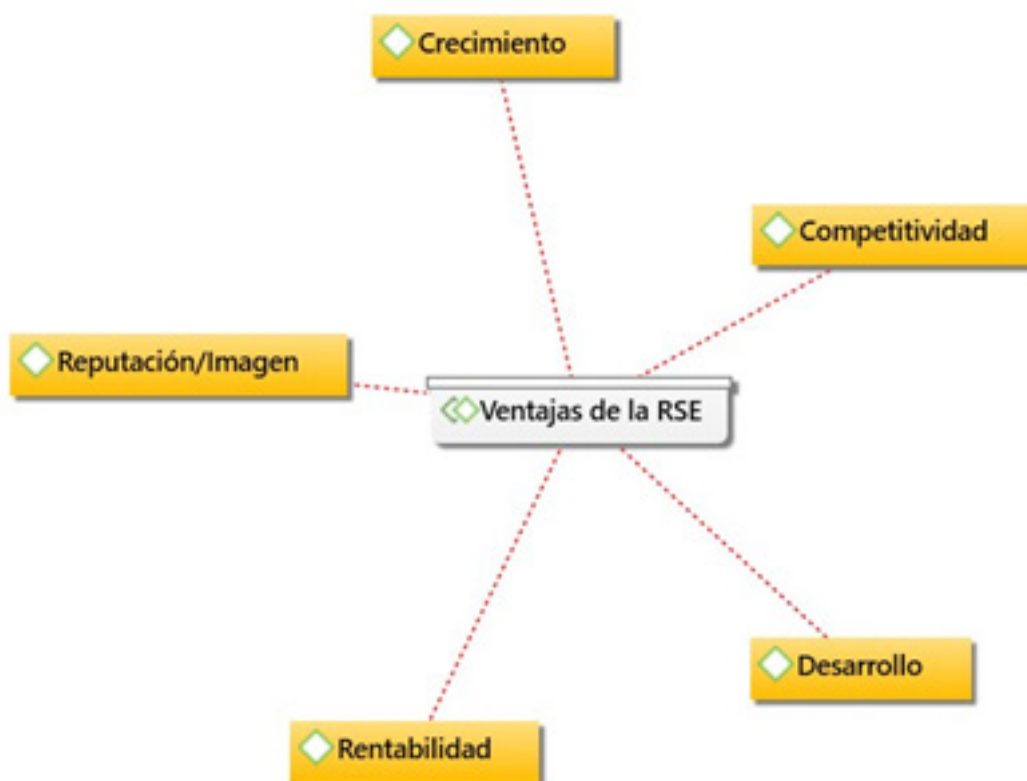 Crecimiento
Competitividad
Reputación/Imagen
Ventajas de la RSE
Desarrollo
Rentabilidad